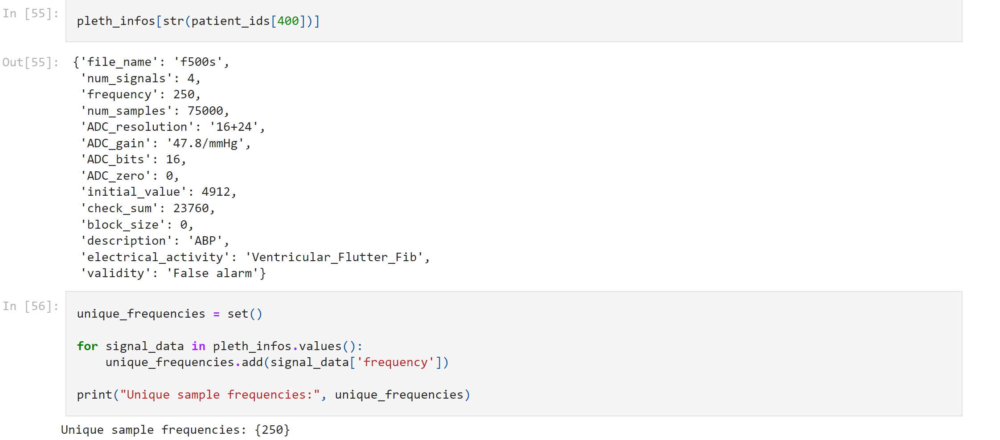 In [55]:
pleth_infos[str(patient_ids[400])]
Out[55]:
{'file_name': 'f500s',
 'num_signals': 4,
 'frequency': 250,
 'num_samples': 75000,
 'ADC_resolution': '16+24',
 'ADC_gain': '47.8/mmHg',
 'ADC_bits': 16,
 'ADC_zero': 0,
 'initial_value': 4912,
 'check_sum': 23760,
 'block_size': 0,
 'description': 'ABP',
 'electrical_activity': 'Ventricular_Flutter_Fib',
 'validity': 'False alarm'}
In [56]:
unique_frequencies = set()
for signal_data in pleth_infos.values():
    unique_frequencies.add(signal_data['frequency'])
print("Unique sample frequencies:", unique_frequencies)
Unique sample frequencies: {250}